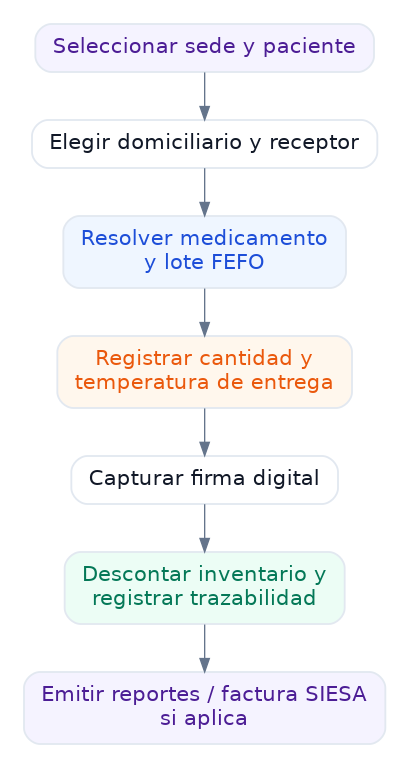 Seleccionar sede y paciente
Elegir domiciliario y receptor
Resolver medicamento
y lote FEFO
Registrar cantidad y
temperatura de entrega
Capturar firma digital
Descontar inventario y
registrar trazabilidad
Emitir reportes / factura SIESA
si aplica